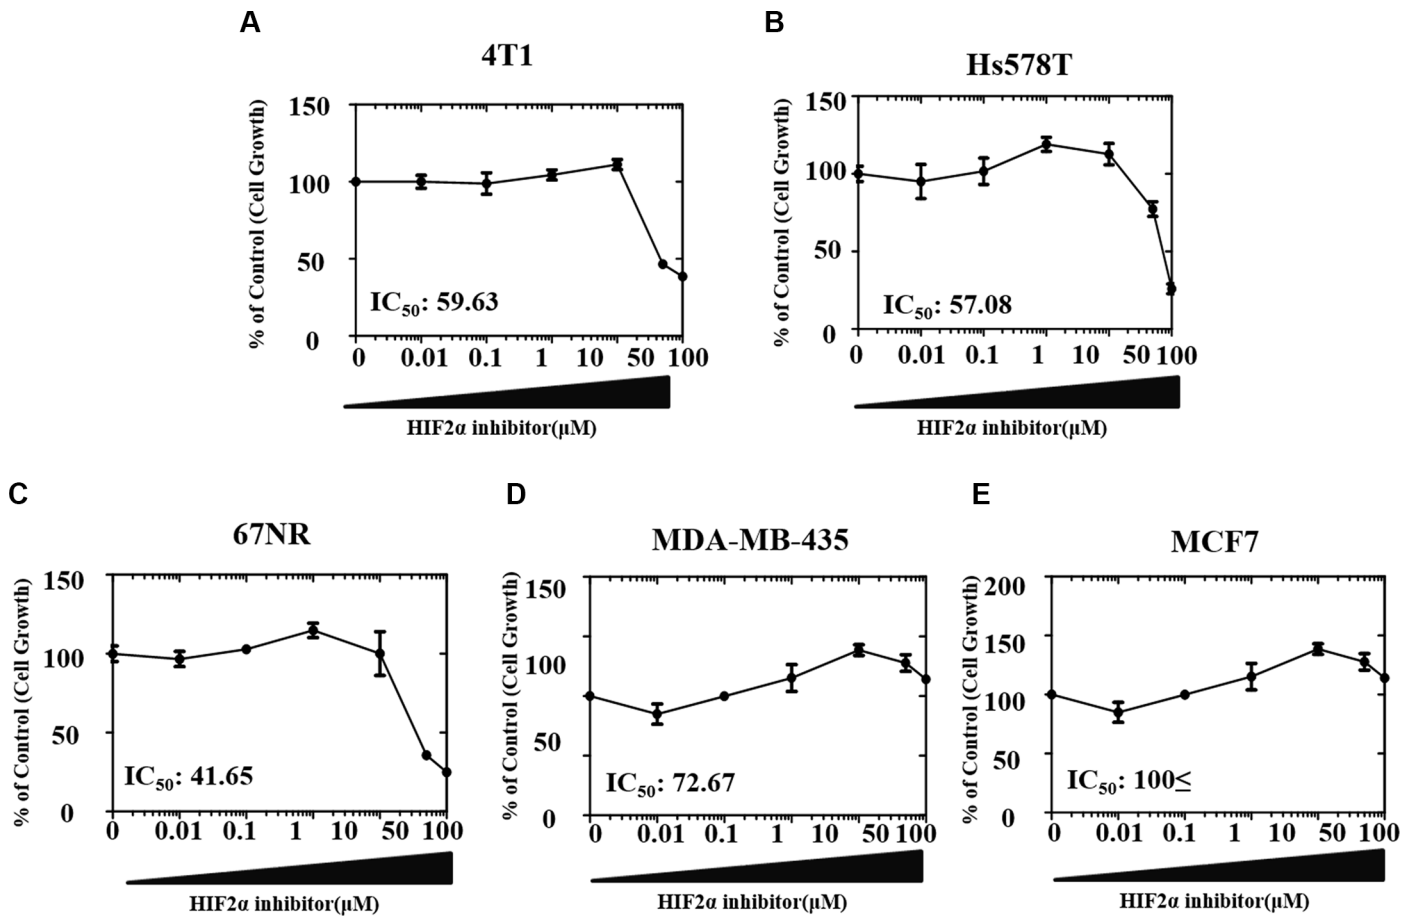 A
4T1
% of Control (Cell Growth)
150
100
50
0
IC50: 59.63
0 0.01 0.1 1 10 50 100
HIF2α inhibitor(μM)
B
Hs578T
% of Control (Cell Growth)
150
100
50
0
IC50: 57.08
0 0.01 0.1 1 10 50 100
HIF2α inhibitor(μM)
C
67NR
% of Control (Cell Growth)
150
100
50
0
IC50: 41.65
0 0.01 0.1 1 10 50 100
HIF2α inhibitor(μM)
D
MDA-MB-435
% of Control (Cell Growth)
150
100
50
0
IC50: 72.67
0 0.01 0.1 1 10 50 100
HIF2α inhibitor(μM)
E
MCF7
% of Control (Cell Growth)
200
150
100
50
0
IC50: 100≤
0 0.01 0.1 1 10 50 100
HIF2α inhibitor(μM)